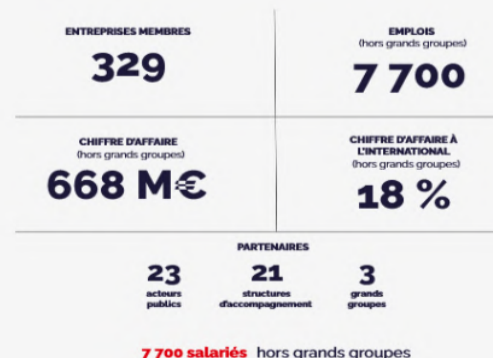 ENTREPRISES MEMBRES
329
EMPLOIS
(hors grands groupes)
7 700
CHIFFRE D'AFFAIRE
(hors grands groupes)
668 M€
CHIFFRE D'AFFAIRE À
L'INTERNATIONAL
(hors grands groupes)
18 %
PARTENAIRES
23
acteurs
publics
21
structures
d'accompagnement
3
grands
groupes
7 700 salariés hors grands groupes